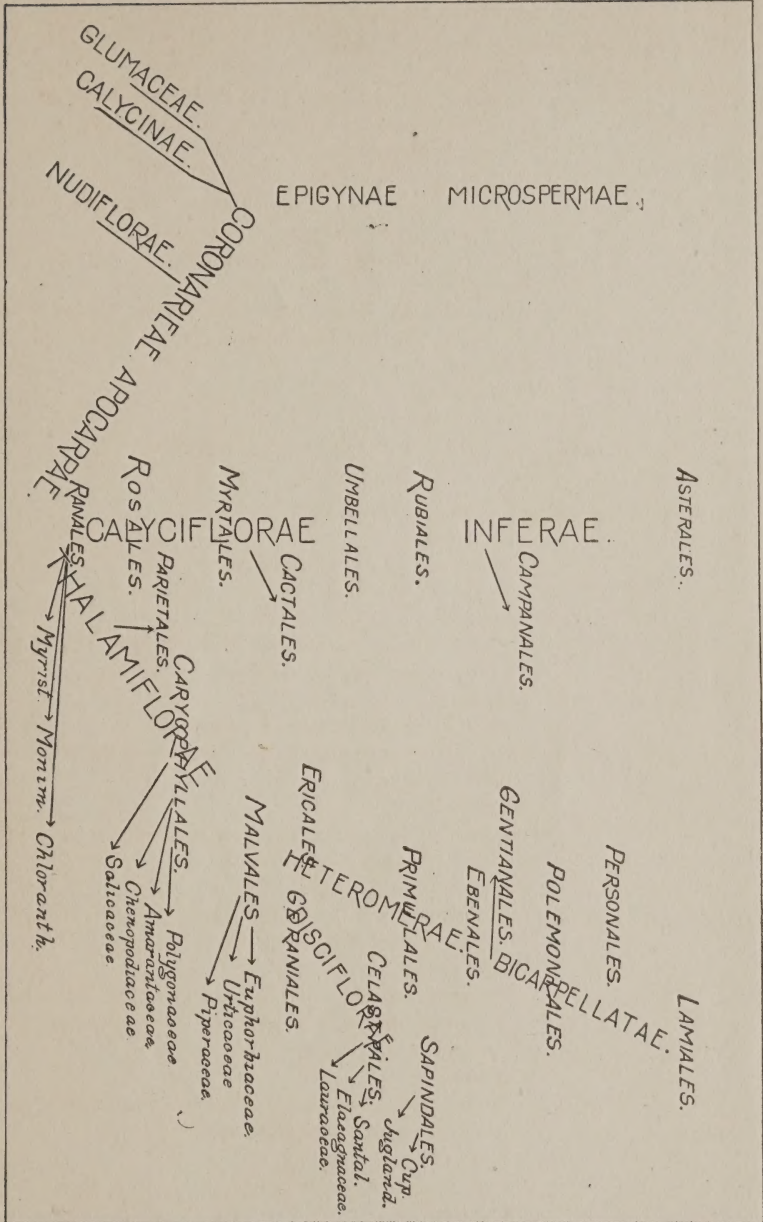 GLUMACEAE.
CALYCINAE.
NUDIFLORAE.
CORONARIEAE
APOCARPAE.
EPIGYNAE
MICROSPERMAE.
RANALES.
Myrist.
Monim.
Chloranth.
THALAMIFLORAE
CALYCIFLORAE
INFERAE.
ROSALES.
PARIETALES.
CARYOPHYLLALES.
Polygonaceae
Amarantaceae
Chenopodiaceae
Salicaceae
MYRTALES.
CACTALES.
UMBELLALES.
RUBIALES.
CAMPANALES.
ASTERALES.
MALVALES
Euphorbiaceae.
Urticaceae
Piperaceae.
ERICALES.
GERANIALES.
HETEROMERAE.
DISCIFLORAE
PRIMULALES.
CELASTRALES.
Santal.
Elaeagnaceae.
Lauraceae.
SAPINDALES.
Cup.
Jugland.
GENTIANALES.
EBENALES.
POLEMONIALES.
BICARPELLATAE.
PERSONALES.
LAMIALES.